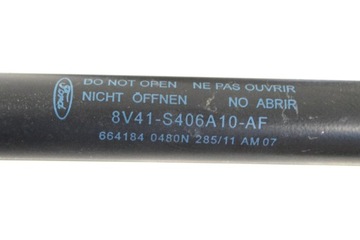 Ford
DO NOT OPEN NE PAS OUVRIR
NICHT ÖFFNEN NO ABRIR
8V41-S406A10-AF
664184 0480N 285/11 AM 07